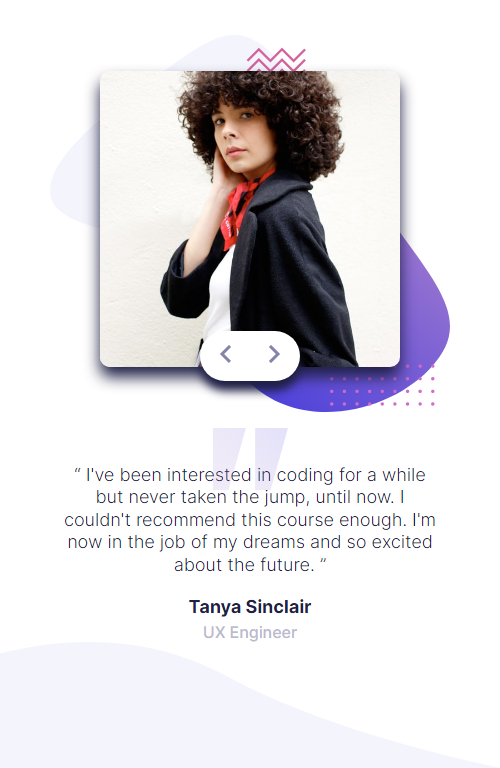 “ I've been interested in coding for a while
but never taken the jump, until now. I
couldn't recommend this course enough. I'm
now in the job of my dreams and so excited
about the future. ”
Tanya Sinclair
UX Engineer